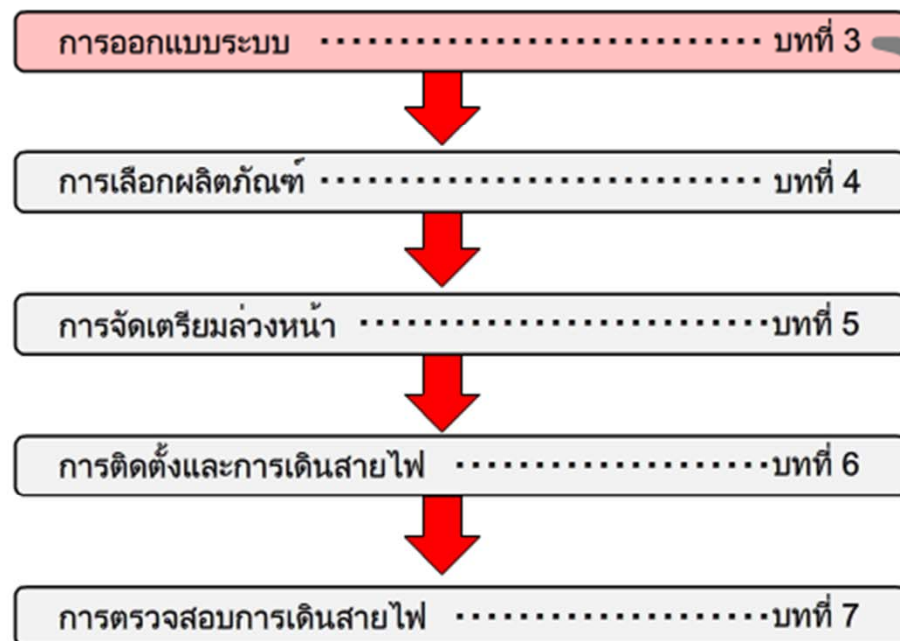 การออกแบบระบบ ··························· บทที่ 3
การเลือกผลิตภัณฑ์ ··························· บทที่ 4
การจัดเตรียมล่วงหน้า ·························บทที่ 5
การติดตั้งและการเดินสายไฟ ···················บทที่ 6
การตรวจสอบการเดินสายไฟ ···················บทที่ 7